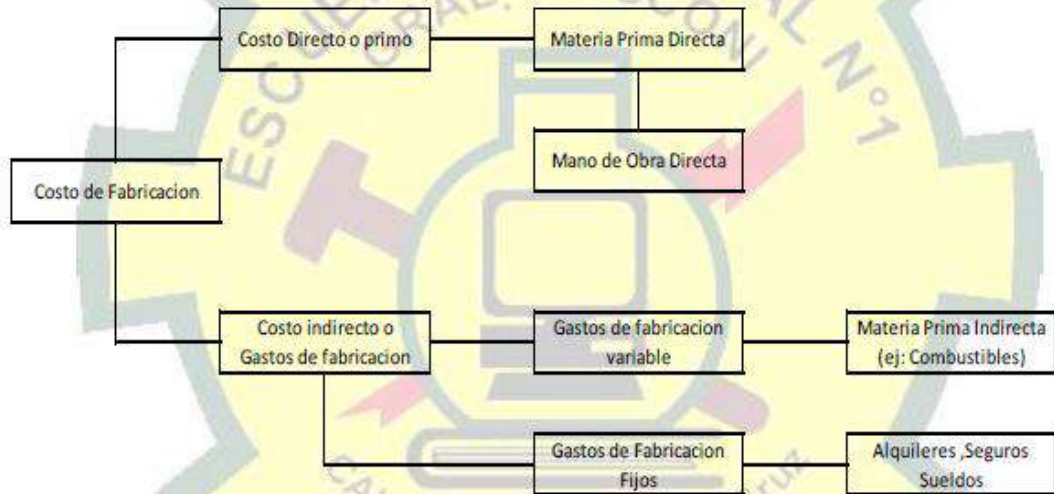 Costo Directo o primo
Materia Prima Directa
Mano de Obra Directa
Costo de Fabricacion
Costo indirecto o
Gastos de fabricacion
Gastos de fabricacion
variable
Materia Prima Indirecta
(ej: Combustibles)
Gastos de Fabricacion
Fijos
Alquileres ,Seguros
Sueldos
Nº1